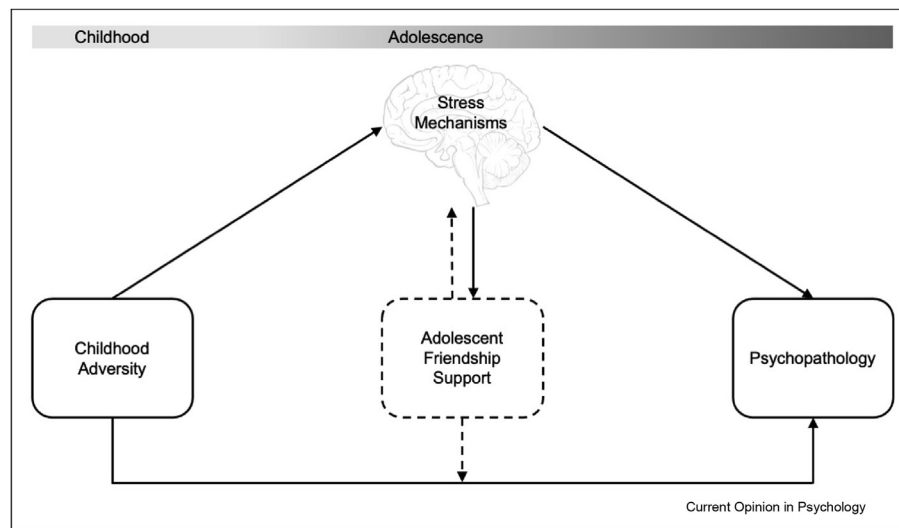 Childhood Adolescence
Stress
Mechanisms
Childhood
Adversity
Adolescent
Friendship
Support
Psychopathology
Current Opinion in Psychology